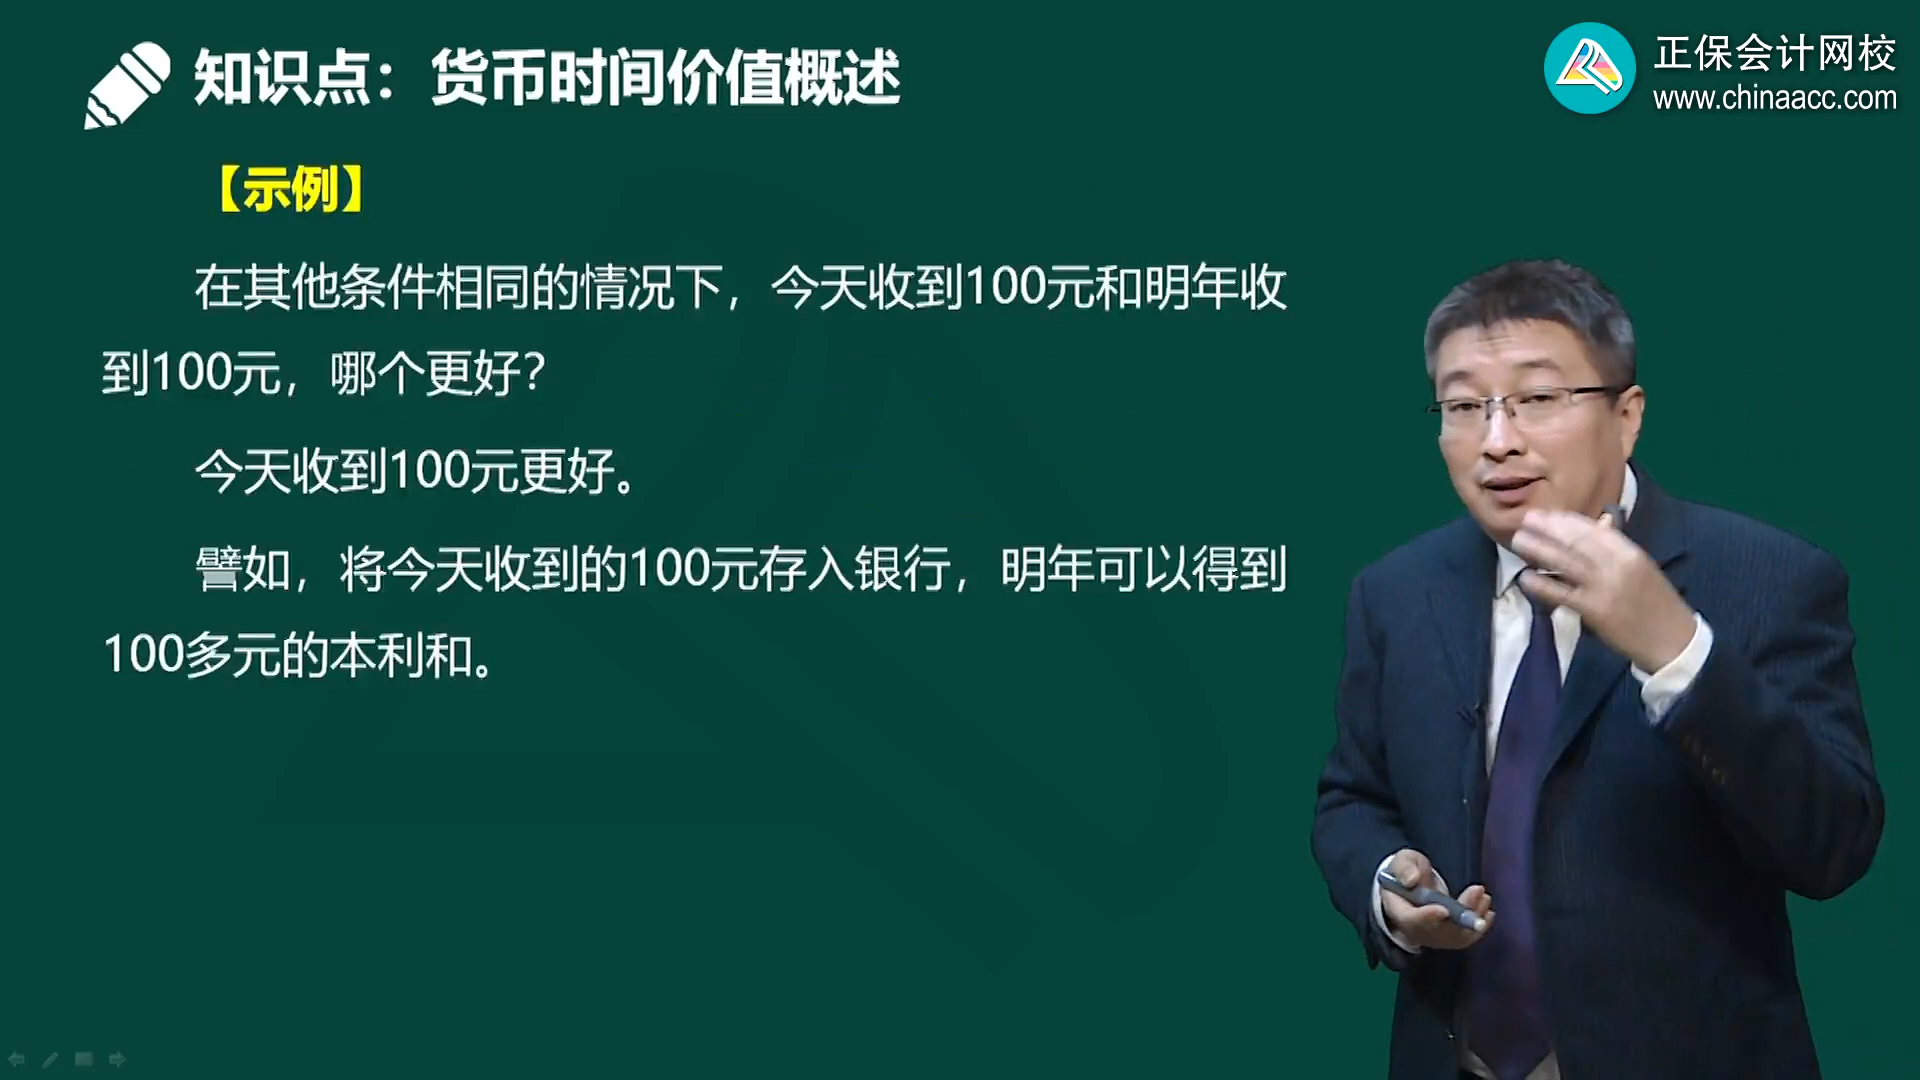 知识点：货币时间价值概述
正保会计网校
www.chinaacc.com
【示例】
在其他条件相同的情况下，今天收到100元和明年收
到100元，哪个更好？
今天收到100元更好。
譬如，将今天收到的100元存入银行，明年可以得到
100多元的本利和。